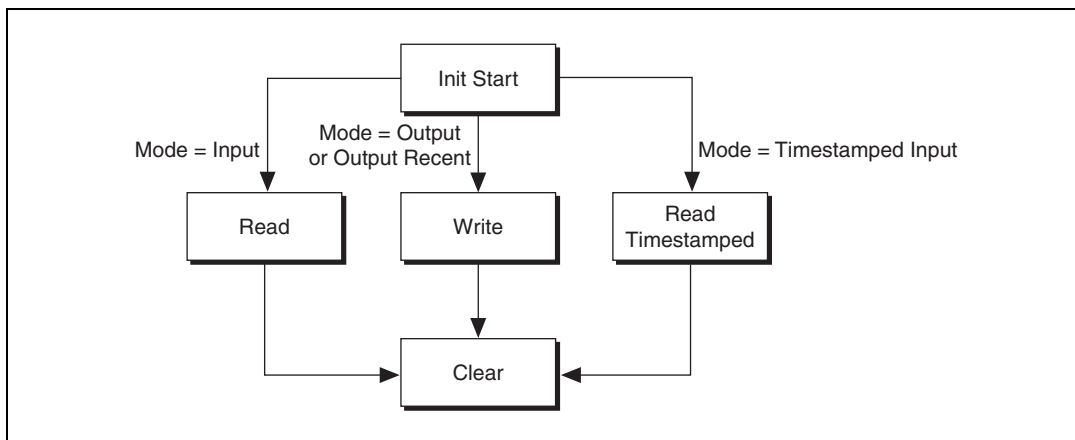 Init Start
Mode = Input
Mode = Output
or Output Recent
Mode = Timestamped Input
Read
Write
Read
Timestamped
Clear